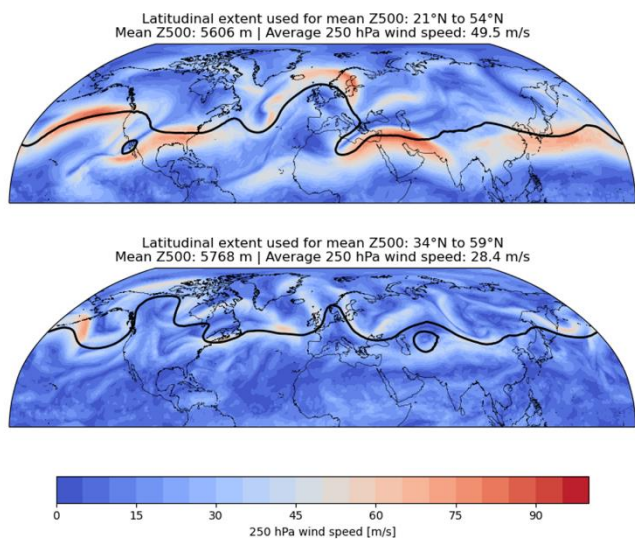 Latitudinal extent used for mean Z500: 21°N to 54°N
Mean Z500: 5606 m | Average 250 hPa wind speed: 49.5 m/s
Latitudinal extent used for mean Z500: 34°N to 59°N
Mean Z500: 5768 m | Average 250 hPa wind speed: 28.4 m/s
0 15 30 45 60 75 90
250 hPa wind speed [m/s]